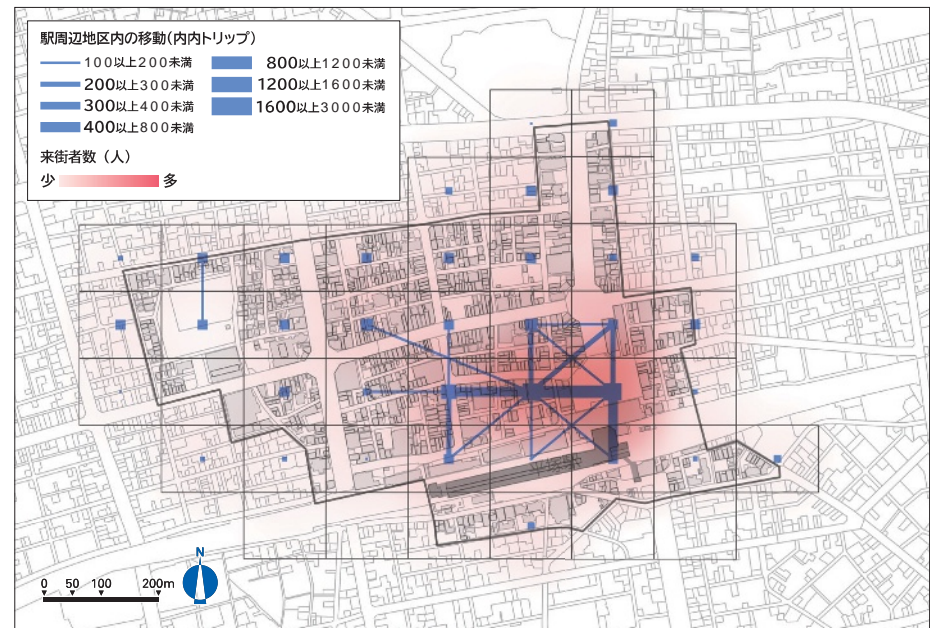 駅周辺地区内の移動(内内トリップ)
100以上200未満
200以上300未満
300以上400未満
400以上800未満
800以上1200未満
1200以上1600未満
1600以上3000未満
来街者数（人）
少 多
N
0 50 100 200m